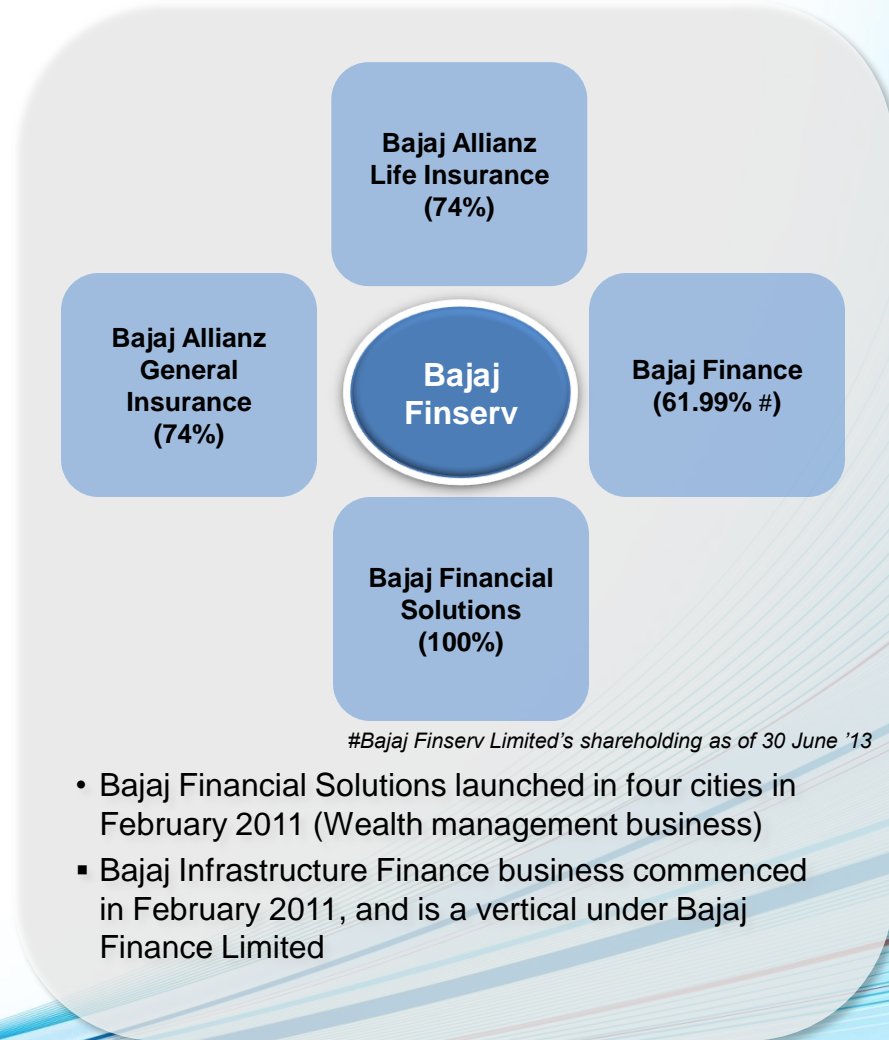 Bajaj Allianz
Life Insurance
(74%)
Bajaj Allianz
General
Insurance
(74%)
Bajaj
Finserv
Bajaj Finance
(61.99% #)
Bajaj Financial
Solutions
(100%)
#Bajaj Finserv Limited’s shareholding as of 30 June ’13
• Bajaj Financial Solutions launched in four cities in
February 2011 (Wealth management business)
▪ Bajaj Infrastructure Finance business commenced
in February 2011, and is a vertical under Bajaj
Finance Limited